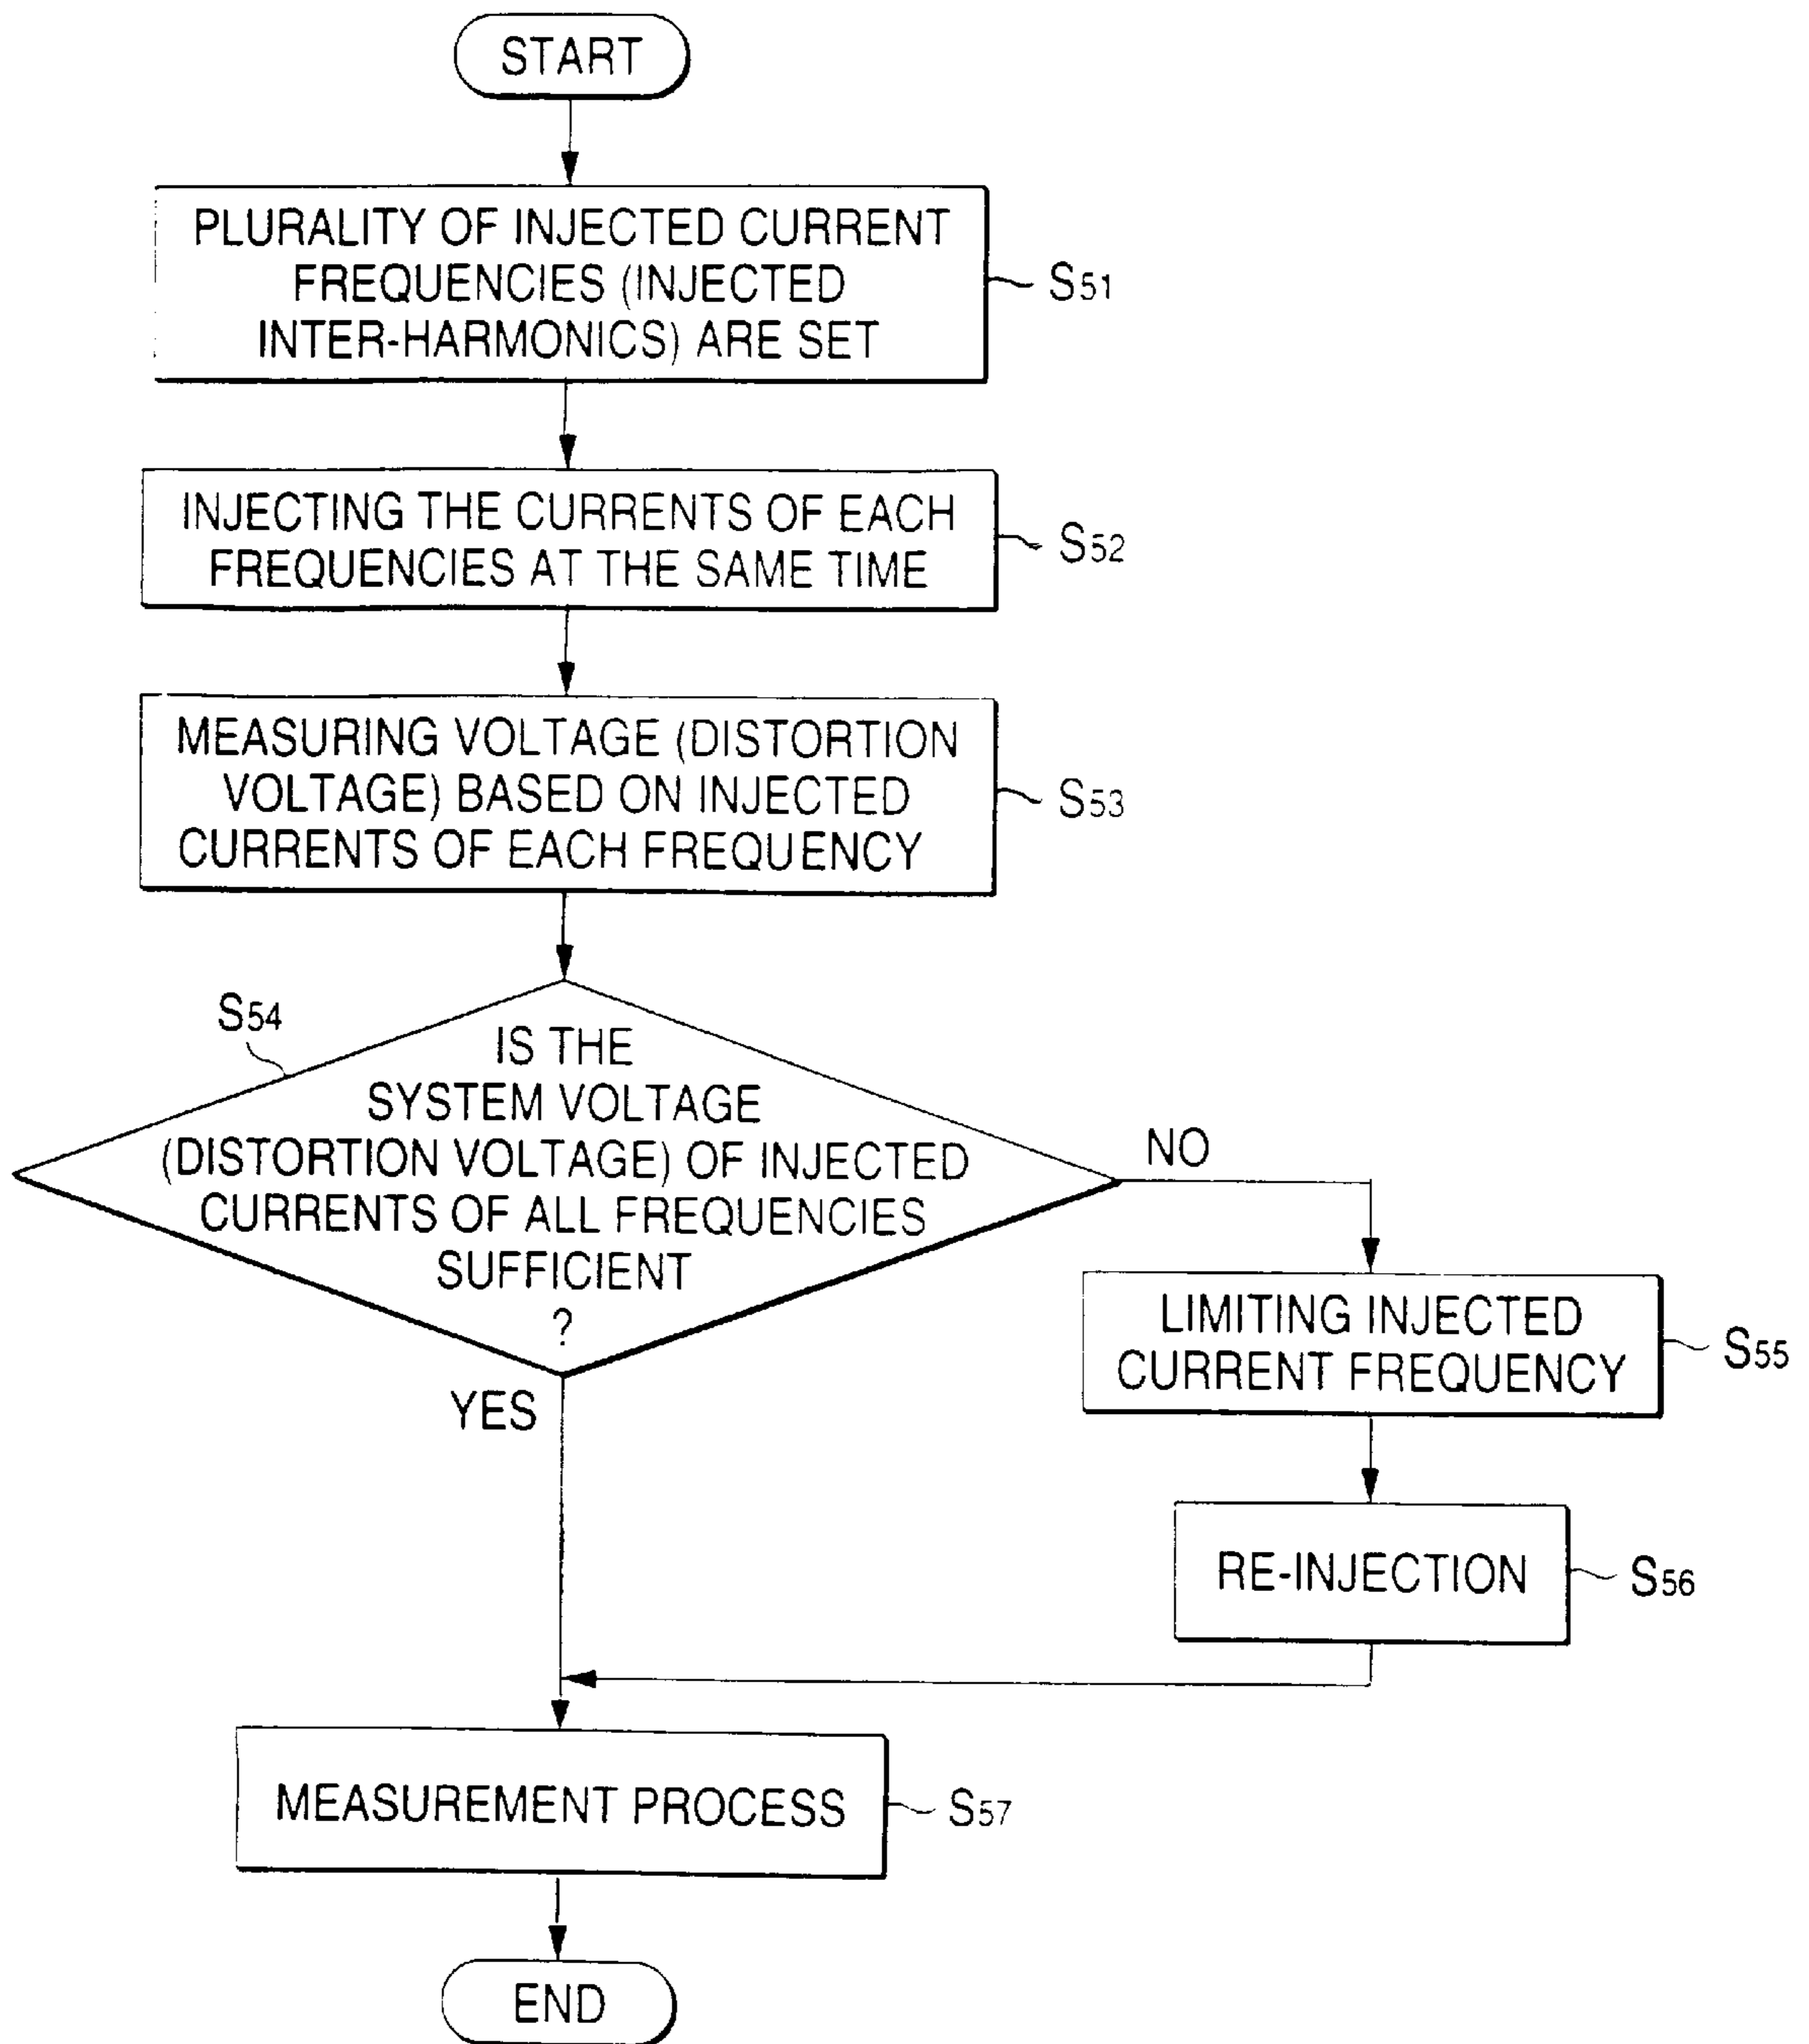 START
PLURALITY OF INJECTED CURRENT
FREQUENCIES (INJECTED
INTER-HARMONICS) ARE SET
S51
INJECTING THE CURRENTS OF EACH
FREQUENCIES AT THE SAME TIME
S52
MEASURING VOLTAGE (DISTORTION
VOLTAGE) BASED ON INJECTED
CURRENTS OF EACH FREQUENCY
S53
S54
IS THE
SYSTEM VOLTAGE
(DISTORTION VOLTAGE) OF INJECTED
CURRENTS OF ALL FREQUENCIES
SUFFICIENT
?
NO
YES
LIMITING INJECTED
CURRENT FREQUENCY
S55
RE-INJECTION
S56
MEASUREMENT PROCESS
S57
END